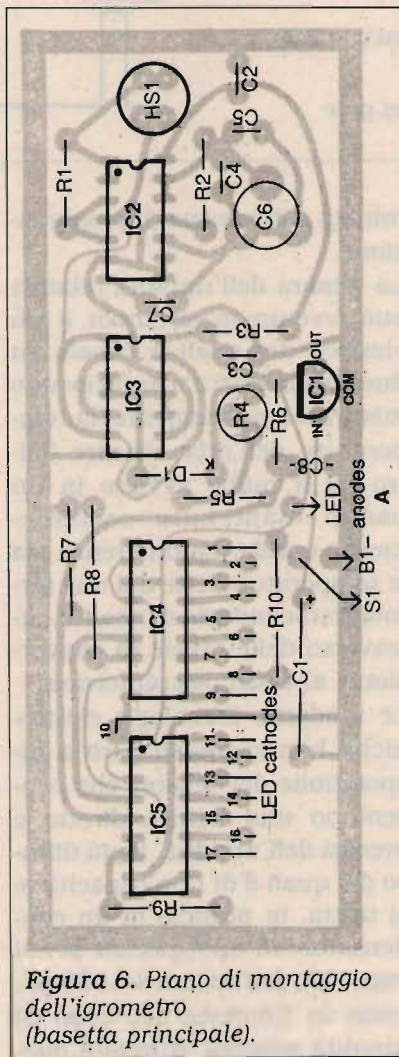 C2
HS1
C5
R1
R2
C4
IC2
C6
C7
R3
IC3
C3
OUT
IC1
COM
IN
R4
R6
D1
K
C8
R5
LED
anodes
A
R7
R8
B1-
S1
IC4
1
2
3
4
5
6
7
8
9
R10
+
C1
10
LED cathodes
IC5
11
12
13
14
15
16
17
R9
Figura 6. Piano di montaggio
dell'igrometro
(basetta principale).